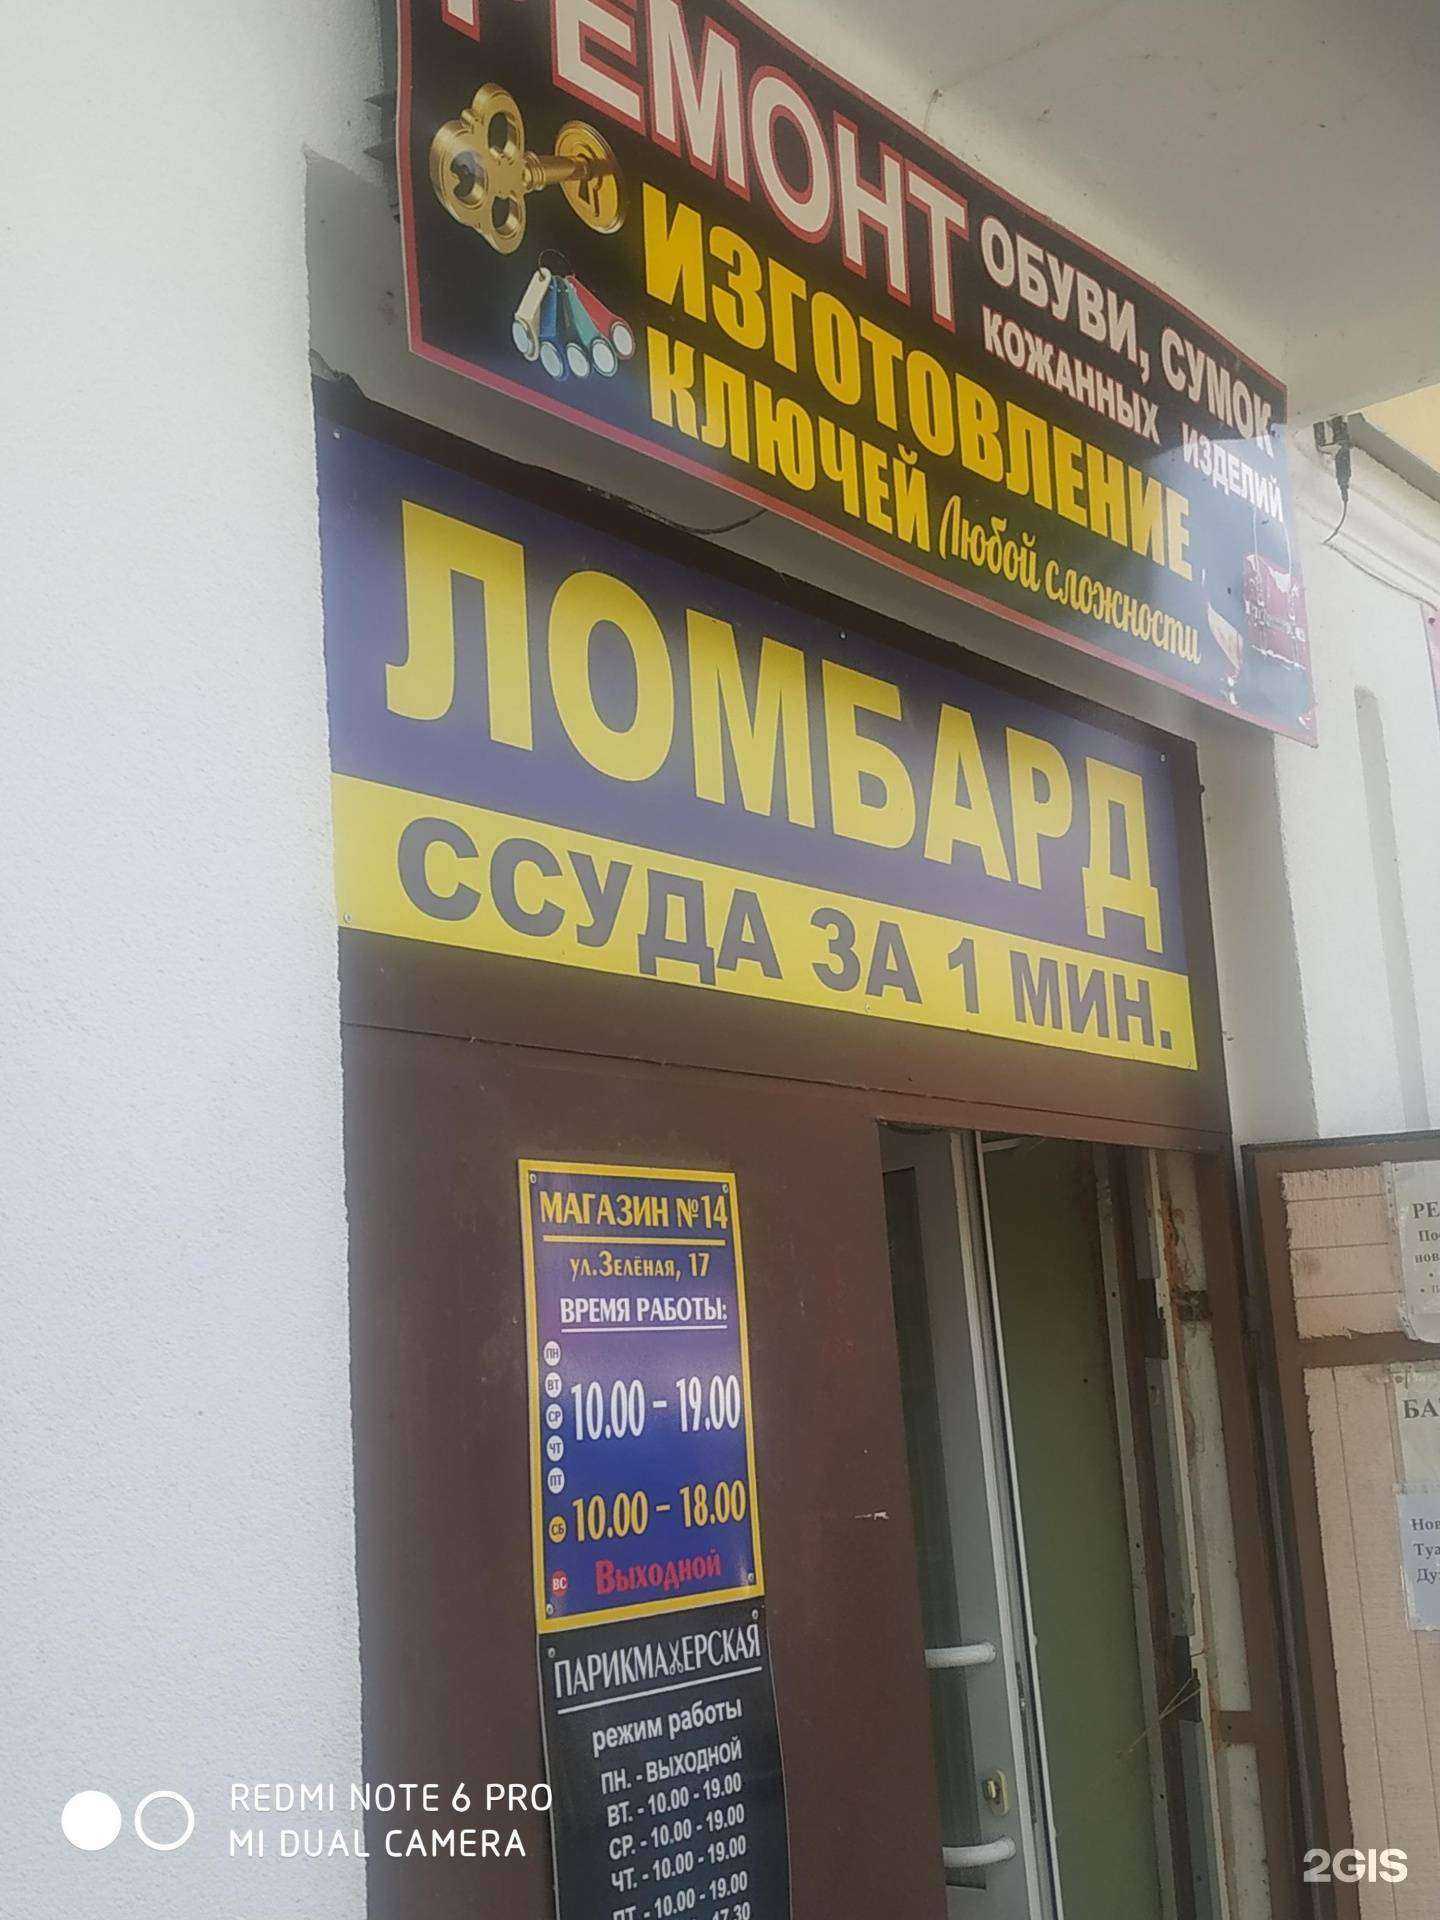 РЕМОНТ
ОБУВИ, СУМОК
КОЖАННЫХ ИЗДЕЛИЙ
ИЗГОТОВЛЕНИЕ
КЛЮЧЕЙ Любой сложности
ЛОМБАРД
ССУДА ЗА 1 МИН.
МАГАЗИН №14
ул.Зелёная, 17
ВРЕМЯ РАБОТЫ:
ПН
ВТ
СР 10.00 - 19.00
ЧТ
ПТ
СБ 10.00 - 18.00
ВС Выходной
ПАРИКМАХЕРСКАЯ
режим работы
ПН. - ВЫХОДНОЙ
ВТ. - 10.00 - 19.00
СР. - 10.00 - 19.00
ЧТ. - 10.00 - 19.00
ПТ. - 10.00 - 19.00
17.30
REDMI NOTE 6 PRO
MI DUAL CAMERA
2GIS